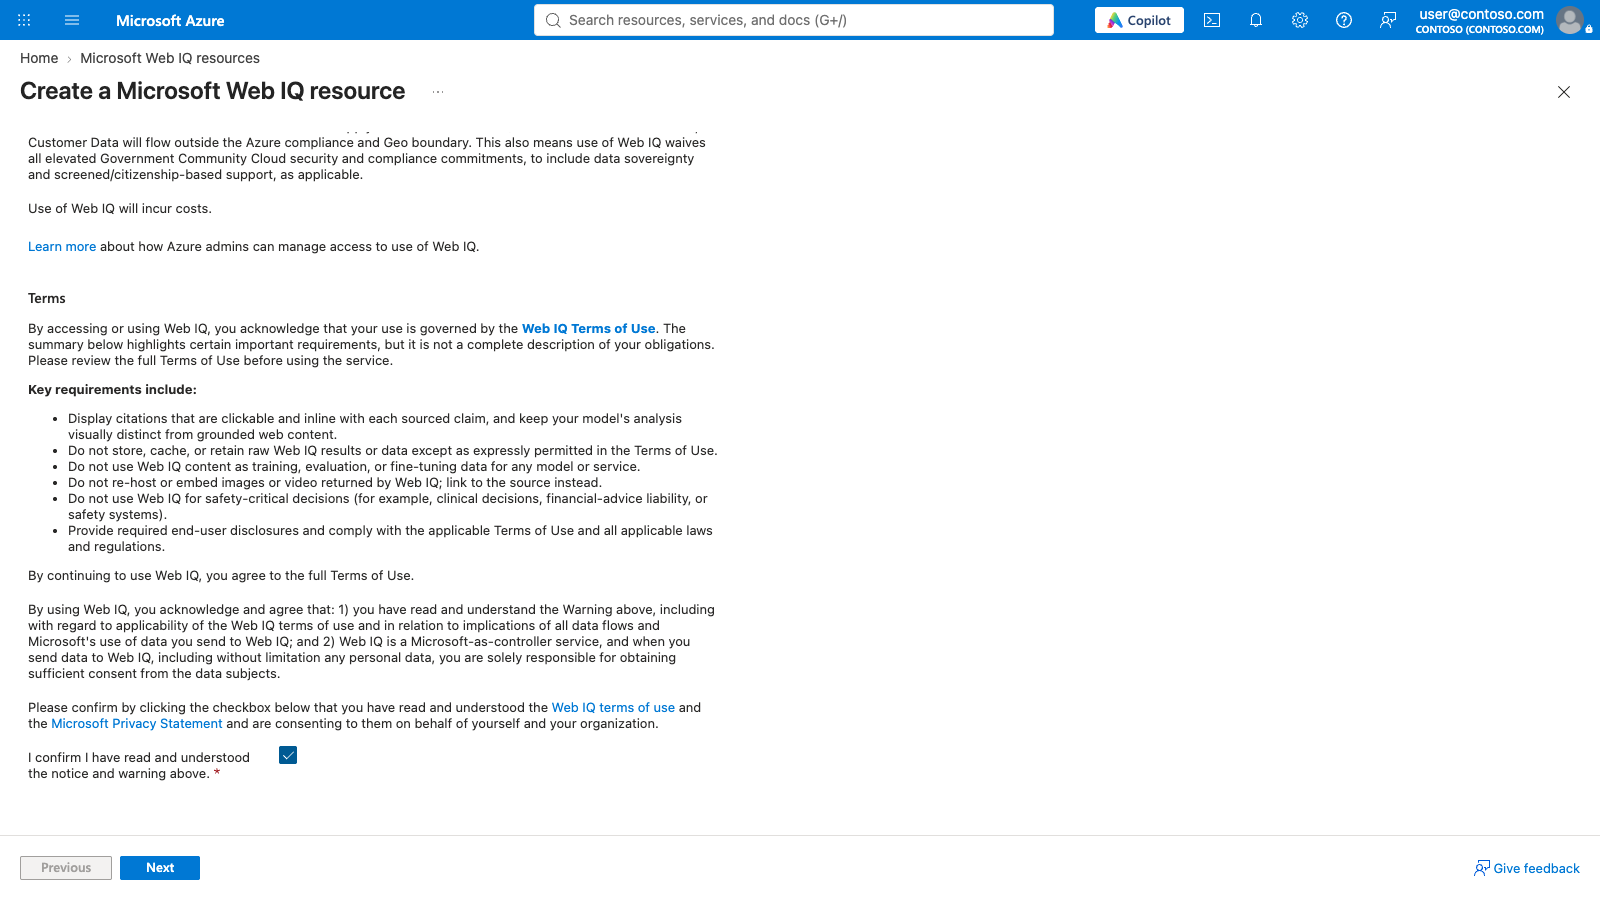 Microsoft Azure
Search resources, services, and docs (G+/)
Copilot
user@contoso.com
CONTOSO (CONTOSO.COM)
Home
Microsoft Web IQ resources
Create a Microsoft Web IQ resource
Customer Data will flow outside the Azure compliance and Geo boundary. This also means use of Web IQ waives
all elevated Government Community Cloud security and compliance commitments, to include data sovereignty
and screened/citizenship-based support, as applicable.
Use of Web IQ will incur costs.
Learn more about how Azure admins can manage access to use of Web IQ.
Terms
By accessing or using Web IQ, you acknowledge that your use is governed by the Web IQ Terms of Use. The
summary below highlights certain important requirements, but it is not a complete description of your obligations.
Please review the full Terms of Use before using the service.
Key requirements include:
• Display citations that are clickable and inline with each sourced claim, and keep your model's analysis
visually distinct from grounded web content.
• Do not store, cache, or retain raw Web IQ results or data except as expressly permitted in the Terms of Use.
• Do not use Web IQ content as training, evaluation, or fine-tuning data for any model or service.
• Do not re-host or embed images or video returned by Web IQ; link to the source instead.
• Do not use Web IQ for safety-critical decisions (for example, clinical decisions, financial-advice liability, or
safety systems).
• Provide required end-user disclosures and comply with the applicable Terms of Use and all applicable laws
and regulations.
By continuing to use Web IQ, you agree to the full Terms of Use.
By using Web IQ, you acknowledge and agree that: 1) you have read and understand the Warning above, including
with regard to applicability of the Web IQ terms of use and in relation to implications of all data flows and
Microsoft's use of data you send to Web IQ; and 2) Web IQ is a Microsoft-as-controller service, and when you
send data to Web IQ, including without limitation any personal data, you are solely responsible for obtaining
sufficient consent from the data subjects.
Please confirm by clicking the checkbox below that you have read and understood the Web IQ terms of use and
the Microsoft Privacy Statement and are consenting to them on behalf of yourself and your organization.
I confirm I have read and understood
the notice and warning above. *
Previous
Next
Give feedback